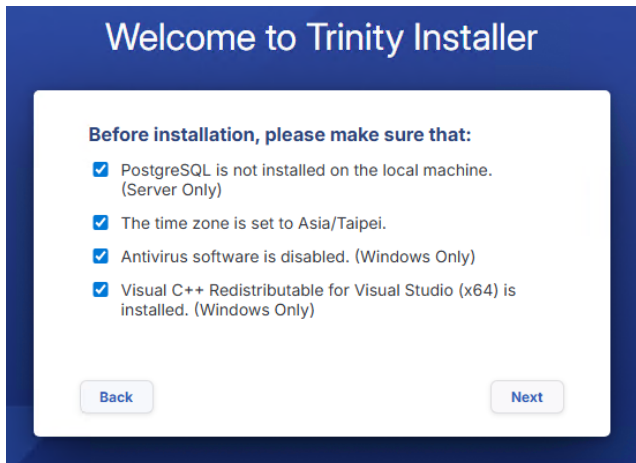 Welcome to Trinity Installer
Before installation, please make sure that:
PostgreSQL is not installed on the local machine.
(Server Only)
The time zone is set to Asia/Taipei.
Antivirus software is disabled. (Windows Only)
Visual C++ Redistributable for Visual Studio (x64) is
installed. (Windows Only)
Back
Next